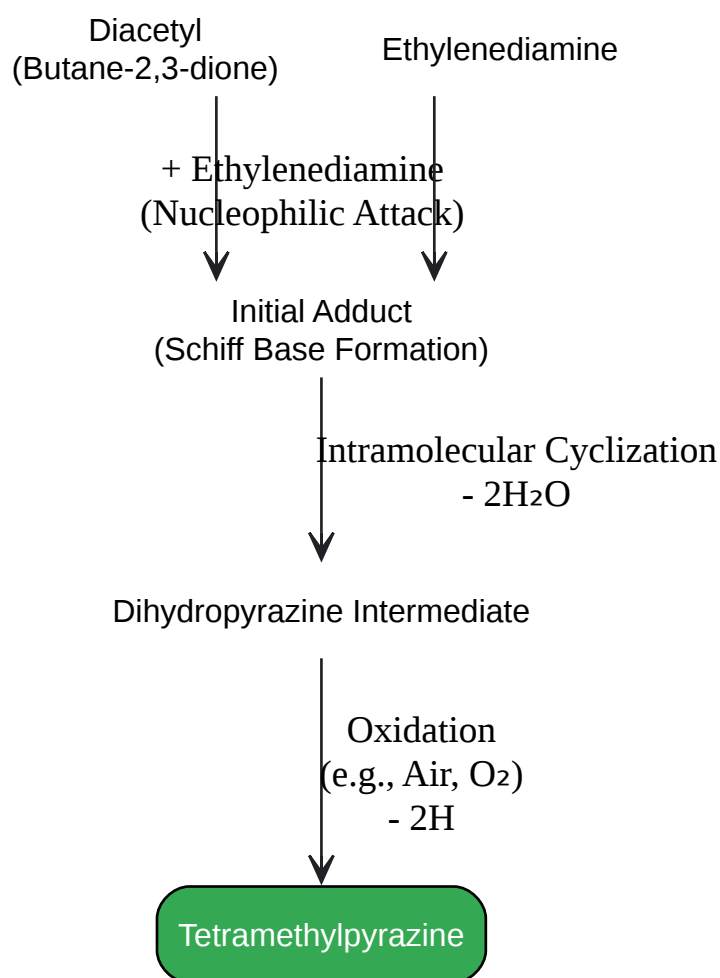 Diacetyl
(Butane-2,3-dione)
Ethylenediamine
+ Ethylenediamine
(Nucleophilic Attack)
Initial Adduct
(Schiff Base Formation)
Intramolecular Cyclization
- 2H₂O
Dihydropyrazine Intermediate
Oxidation
(e.g., Air, O₂)
- 2H
Tetramethylpyrazine